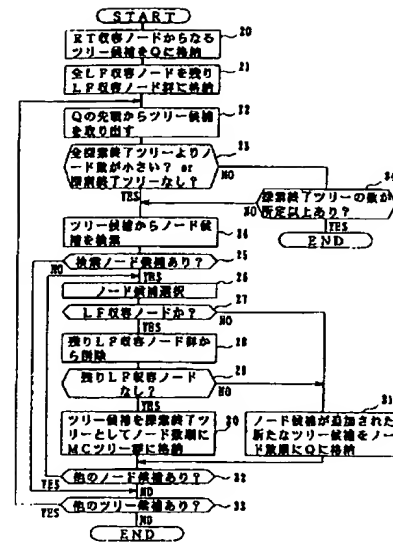 START
RT収容ノードからなる
ツリー候補をQに格納
20
全LF収容ノードを残り
LF収容ノード群に格納
21
Qの先頭からツリー候補
を取り出す
22
全探索終了ツリーよりノー
ド数が小さい? or
探索終了ツリーなし?
23
NO
YES
探索終了ツリーの数が
所定以上あり?
NO
YES
END
ツリー候補からノード候
補を検索
24
検索ノード候補あり?
25
NO
YES
ノード候補選択
26
LF収容ノードか?
27
NO
YES
残りLF収容ノード群か
ら削除
28
残りLF収容ノード
なし?
NO
YES
ツリー候補を探索終了ツ
リーとしてノード数順に
MCツリー群に格納
30
ノード候補が追加された
新たなツリー候補をノー
ド数順にQに格納
31
他のノード候補あり?
32
YES
NO
他のツリー候補あり?
33
YES
NO
END